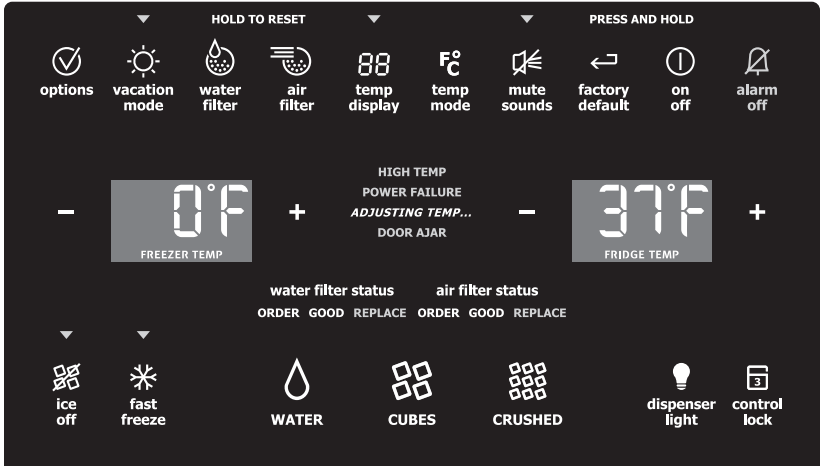 HOLD TO RESET PRESS AND HOLD
options vacation mode water filter air filter 88 temp display F°C temp mode mute sounds factory default on off alarm off
HIGH TEMP
POWER FAILURE
- 0°F + ADJUSTING TEMP... - 37°F +
DOOR AJAR
FREEZER TEMP FRIDGE TEMP
water filter status air filter status
ORDER GOOD REPLACE ORDER GOOD REPLACE
ice off fast freeze WATER CUBES CRUSHED dispenser light 3 control lock